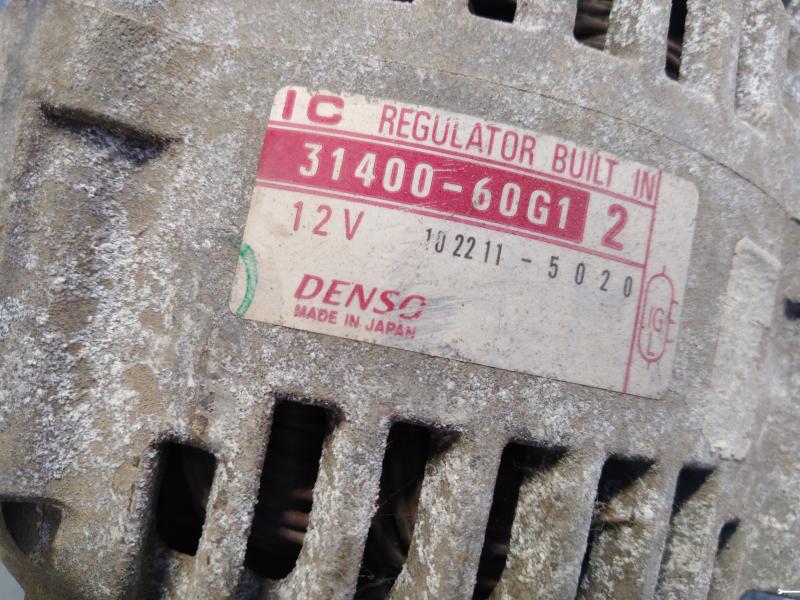 IC REGULATOR BUILT IN
31400-60G1 2
12V 102211-5020
DENSO
MADE IN JAPAN
IG
L